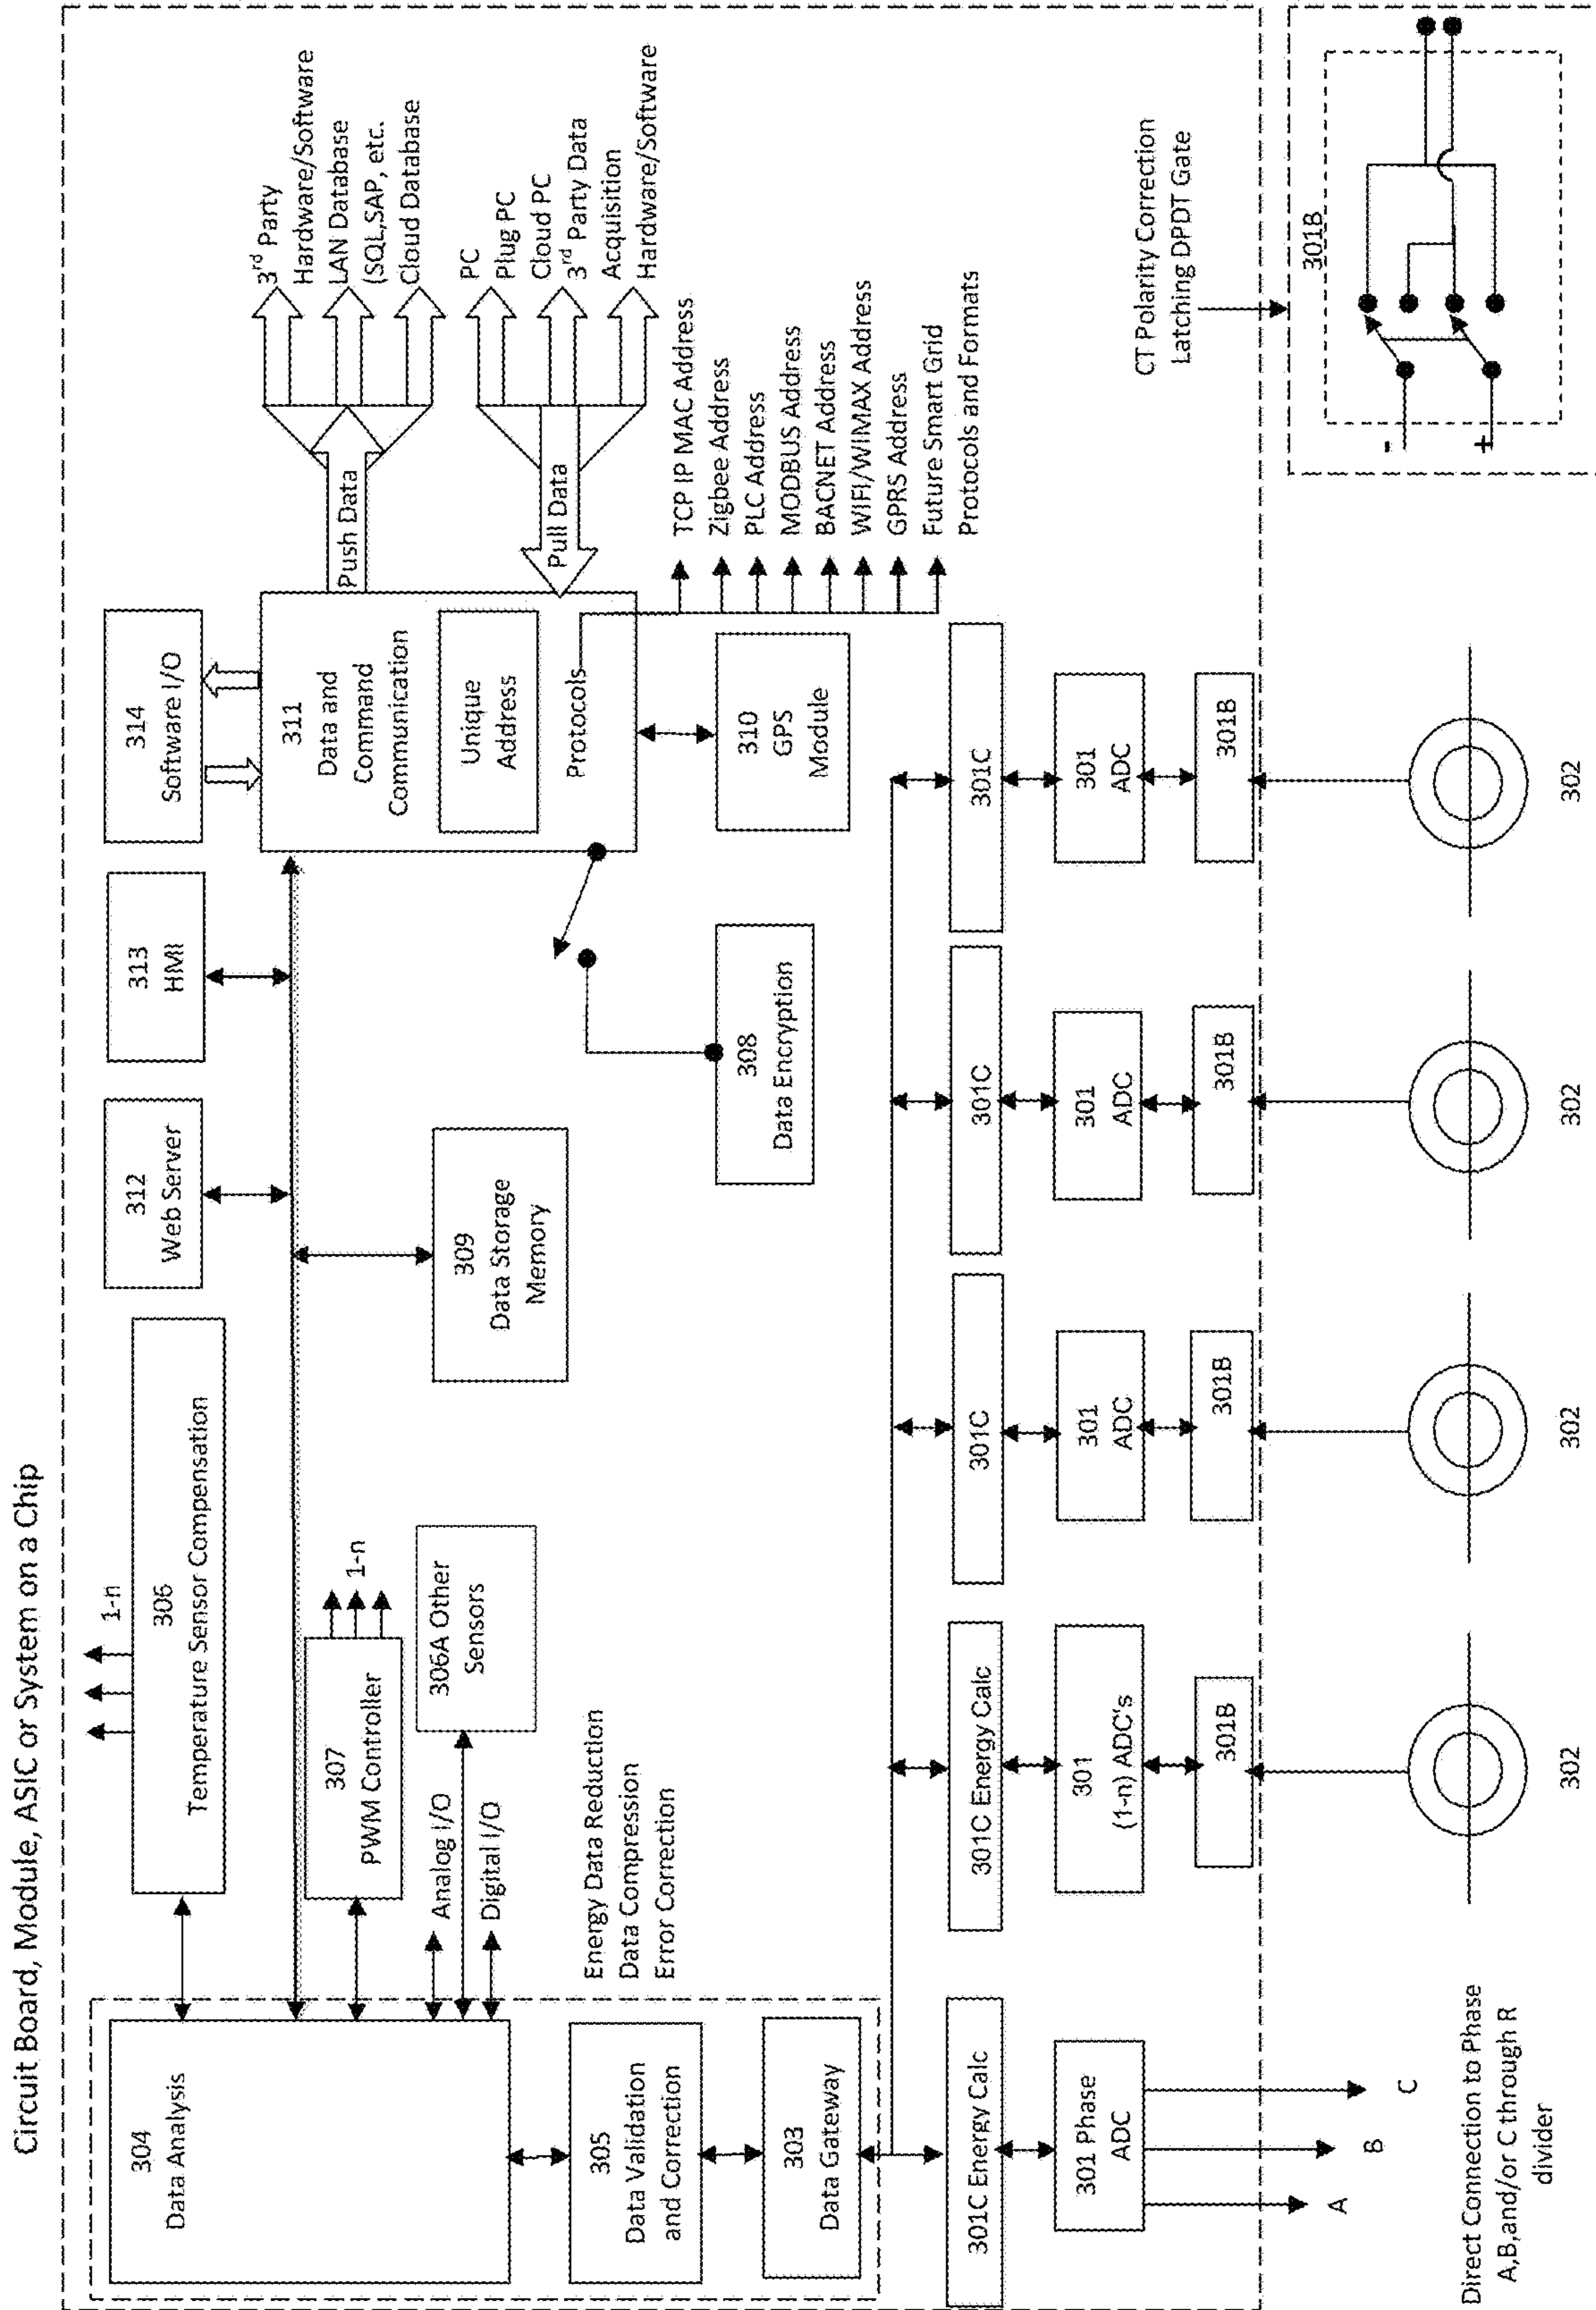 Circuit Board, Module, ASIC or System on a Chip
304
Data Analysis
305
Data Validation
and Correction
303
Data Gateway
1-n
306
Temperature Sensor Compensation
307
PWM Controller
1-n
Analog I/O
306A Other
Sensors
Digital I/O
Energy Data Reduction
Data Compression
Error Correction
312
Web Server
313
HMI
314
Software I/O
309
Data Storage
Memory
308
Data Encryption
311
Data and
Command
Communication
Unique
Address
Protocols
310
GPS
Module
Push Data
Pull Data
3rd Party
Hardware/Software
LAN Database
(SQL,SAP, etc.
Cloud Database
PC
Plug PC
Cloud PC
3rd Party Data
Acquisition
Hardware/Software
TCP IP MAC Address
Zigbee Address
PLC Address
MODBUS Address
BACNET Address
WIFI/WIMAX Address
GPRS Address
Future Smart Grid
Protocols and Formats
301C Energy Calc
301C Energy Calc
301C
301C
301C
301 Phase
ADC
301
(1-n) ADC's
301
ADC
301
ADC
301
ADC
301B
301B
301B
301B
A
B
C
Direct Connection to Phase
A,B,and/or C through R
divider
302
302
302
302
CT Polarity Correction
Latching DPDT Gate
301B
-
+